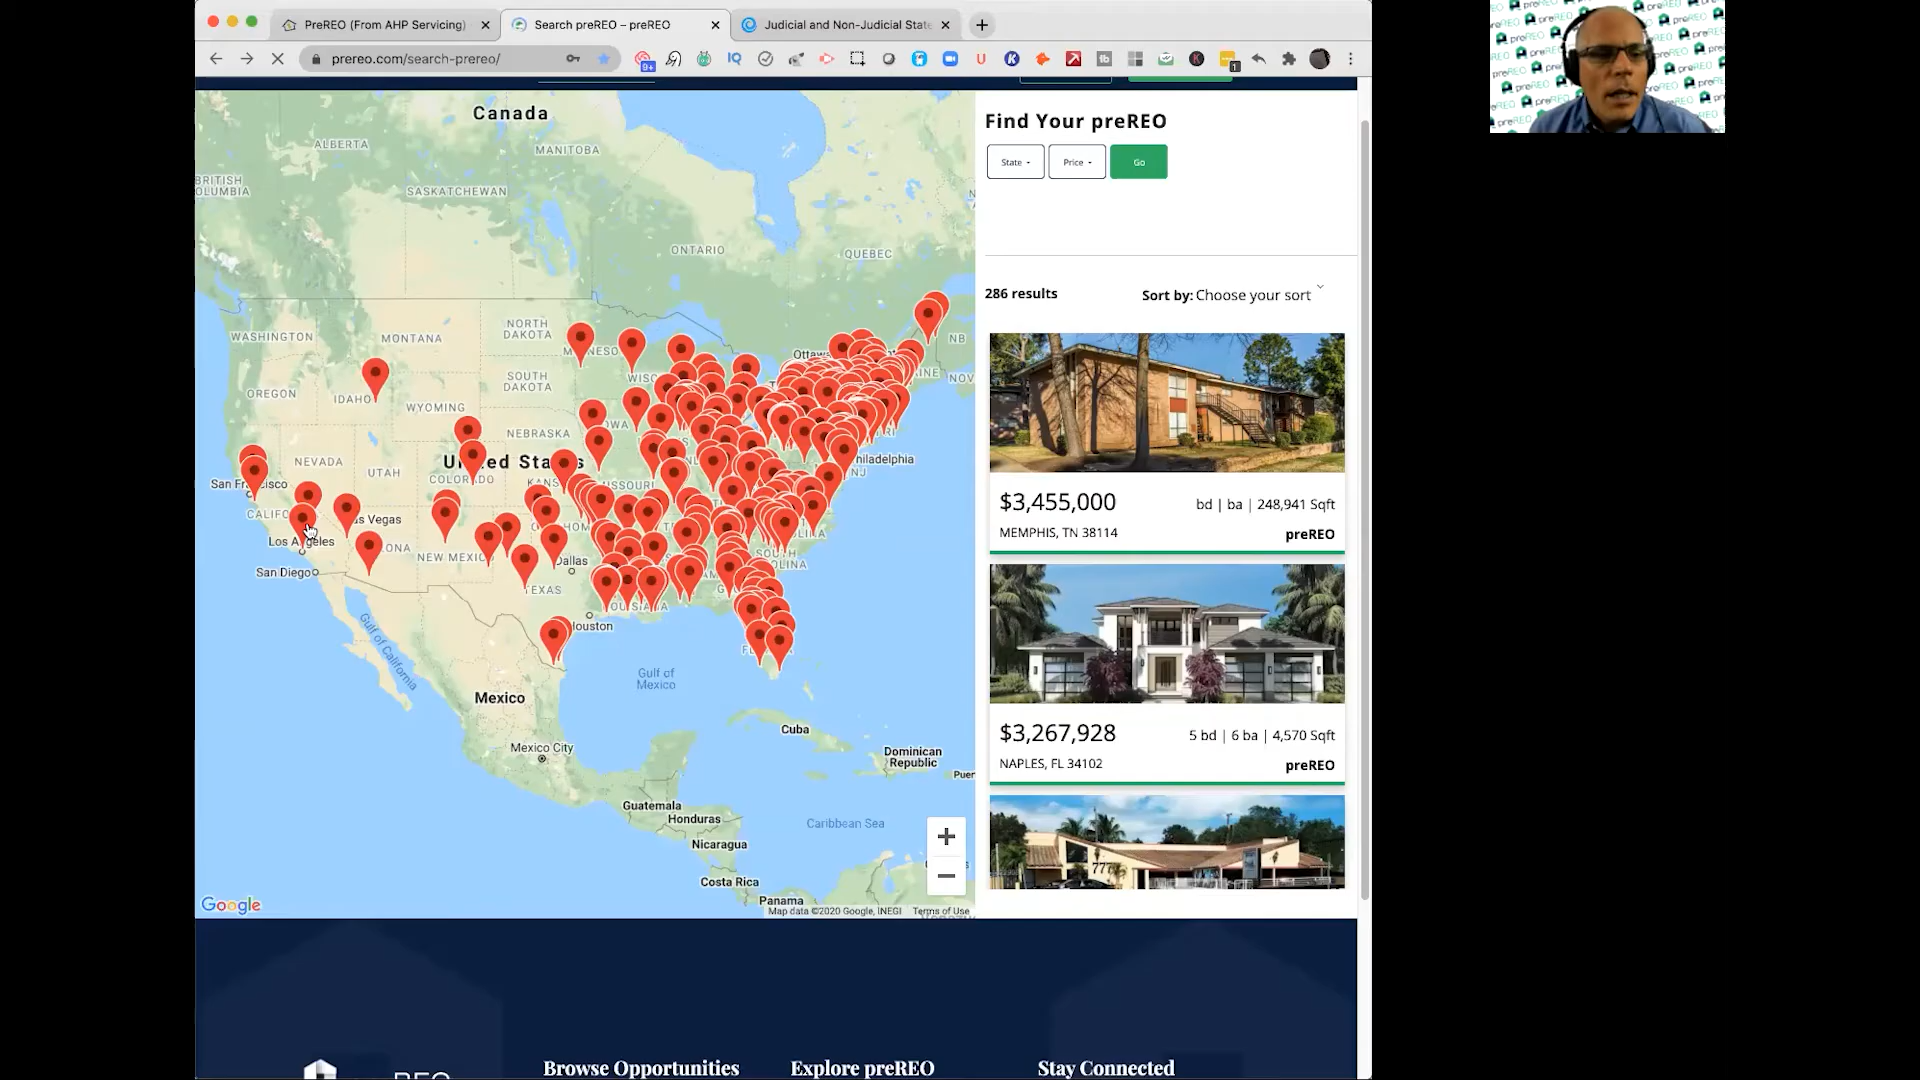 PreREO (From AHP Servicing)
Search preREO – preREO
Judicial and Non-Judicial State
prereo.com/search-prereo/
Find Your preREO
State
Price
Go
286 results
Sort by: Choose your sort
$3,455,000
bd | ba | 248,941 Sqft
MEMPHIS, TN 38114
preREO
$3,267,928
5 bd | 6 ba | 4,570 Sqft
NAPLES, FL 34102
preREO
777
Canada
ALBERTA
MANITOBA
BRITISH
COLUMBIA
SASKATCHEWAN
ONTARIO
QUEBEC
NB
WASHINGTON
MONTANA
NORTH
DAKOTA
Ottawa
OREGON
IDAHO
SOUTH
DAKOTA
WYOMING
NEBRASKA
NEVADA
UTAH
COLORADO
Philadelphia
NJ
San Francisco
Las Vegas
Los Angeles
NEW MEXICO
San Diego
Dallas
TEXAS
Houston
LOUISIANA
Gulf of
California
Gulf of
Mexico
Mexico
Mexico City
Cuba
Dominican
Republic
Guatemala
Honduras
Caribbean Sea
Nicaragua
Costa Rica
Panama
Google
Map data ©2020 Google, INEGI
Terms of Use
Browse Opportunities
Explore preREO
Stay Connected